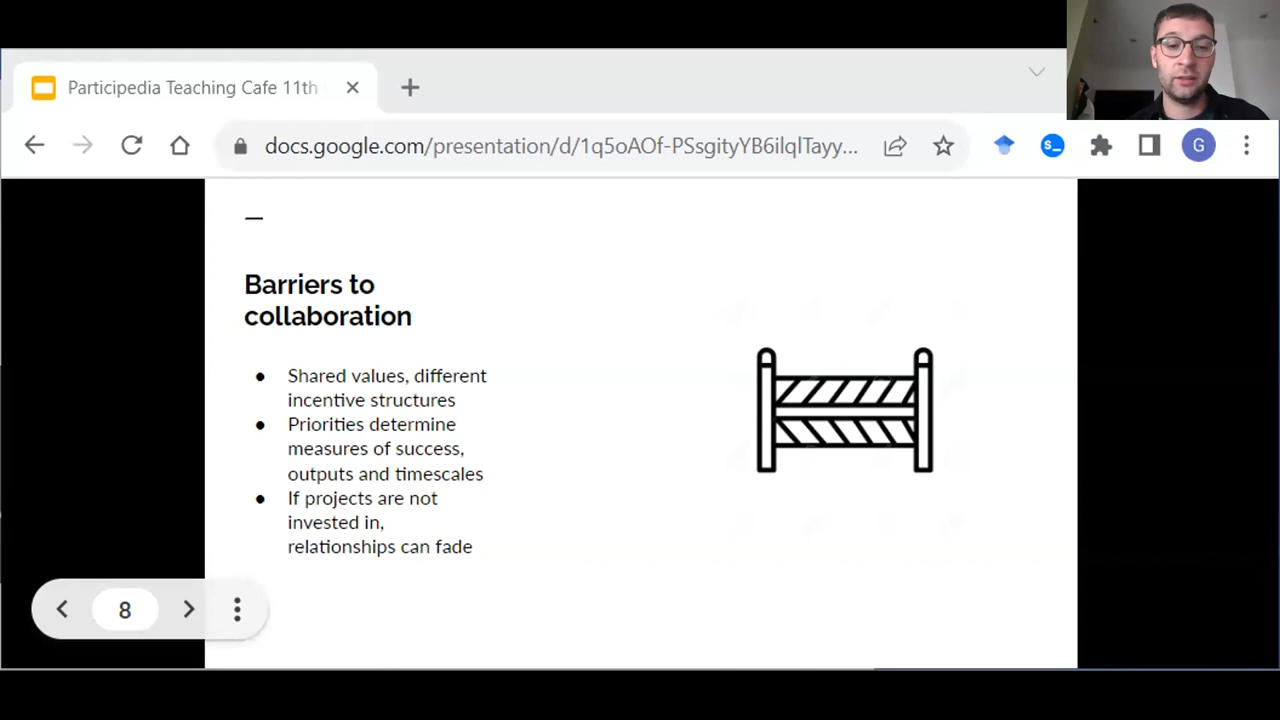 Participedia Teaching Cafe 11th
docs.google.com/presentation/d/1q5oAOf-PSsgityYB6ilqlTayy...
G
Barriers to
collaboration
Shared values, different
incentive structures
Priorities determine
measures of success,
outputs and timescales
If projects are not
invested in,
relationships can fade
8